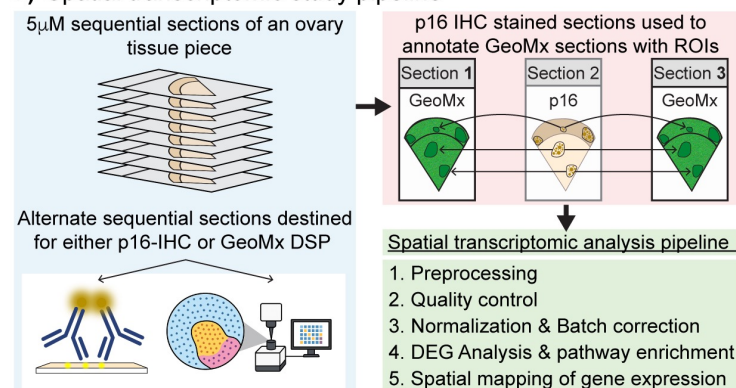 5μM sequential sections of an ovary
tissue piece
Alternate sequential sections destined
for either p16-IHC or GeoMx DSP
p16 IHC stained sections used to
annotate GeoMx sections with ROIs
Section 1
Section 2
Section 3
GeoMx
p16
GeoMx
Spatial transcriptomic analysis pipeline
1. Preprocessing
2. Quality control
3. Normalization & Batch correction
4. DEG Analysis & pathway enrichment
5. Spatial mapping of gene expression